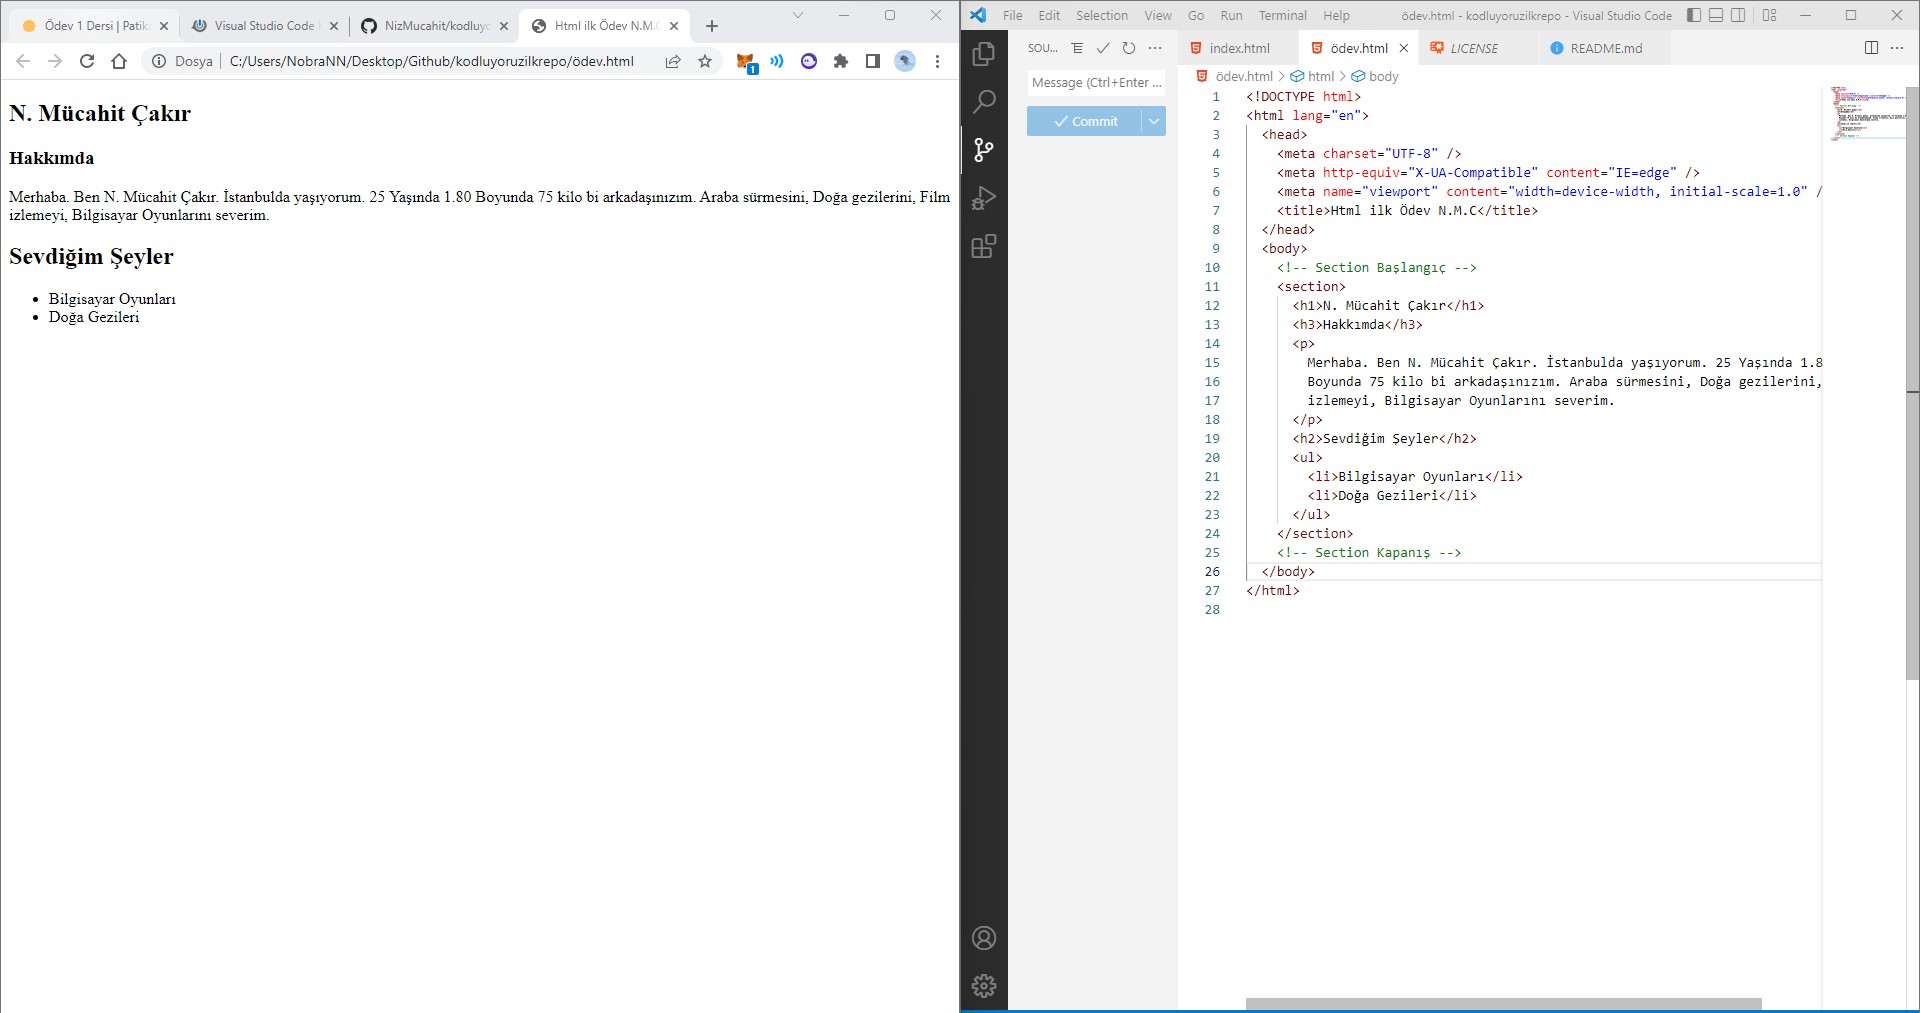 Ödev 1 Dersi | Patika
Visual Studio Code
NizMucahit/kodluyo
Html ilk Ödev N.M.C
Dosya
C:/Users/NobraNN/Desktop/Github/kodluyoruzilkrepo/ödev.html
1
N. Mücahit Çakır
Hakkımda
Merhaba. Ben N. Mücahit Çakır. İstanbulda yaşıyorum. 25 Yaşında 1.80 Boyunda 75 kilo bi arkadaşınızım. Araba sürmesini, Doğa gezilerini, Film
izlemeyi, Bilgisayar Oyunlarını severim.
Sevdiğim Şeyler
• Bilgisayar Oyunları
• Doğa Gezileri
File Edit Selection View Go Run Terminal Help
ödev.html - kodluyoruzilkrepo - Visual Studio Code
SOU...
Message (Ctrl+Enter ...
Commit
index.html
ödev.html
LICENSE
README.md
ödev.html > html > body
1 <!DOCTYPE html>
2 <html lang="en">
3 <head>
4 <meta charset="UTF-8" />
5 <meta http-equiv="X-UA-Compatible" content="IE=edge" />
6 <meta name="viewport" content="width=device-width, initial-scale=1.0" /
7 <title>Html ilk Ödev N.M.C</title>
8 </head>
9 <body>
10 <!-- Section Başlangıç -->
11 <section>
12 <h1>N. Mücahit Çakır</h1>
13 <h3>Hakkımda</h3>
14 <p>
15 Merhaba. Ben N. Mücahit Çakır. İstanbulda yaşıyorum. 25 Yaşında 1.8
16 Boyunda 75 kilo bi arkadaşınızım. Araba sürmesini, Doğa gezilerini,
17 izlemeyi, Bilgisayar Oyunlarını severim.
18 </p>
19 <h2>Sevdiğim Şeyler</h2>
20 <ul>
21 <li>Bilgisayar Oyunları</li>
22 <li>Doğa Gezileri</li>
23 </ul>
24 </section>
25 <!-- Section Kapanış -->
26 </body>
27 </html>
28